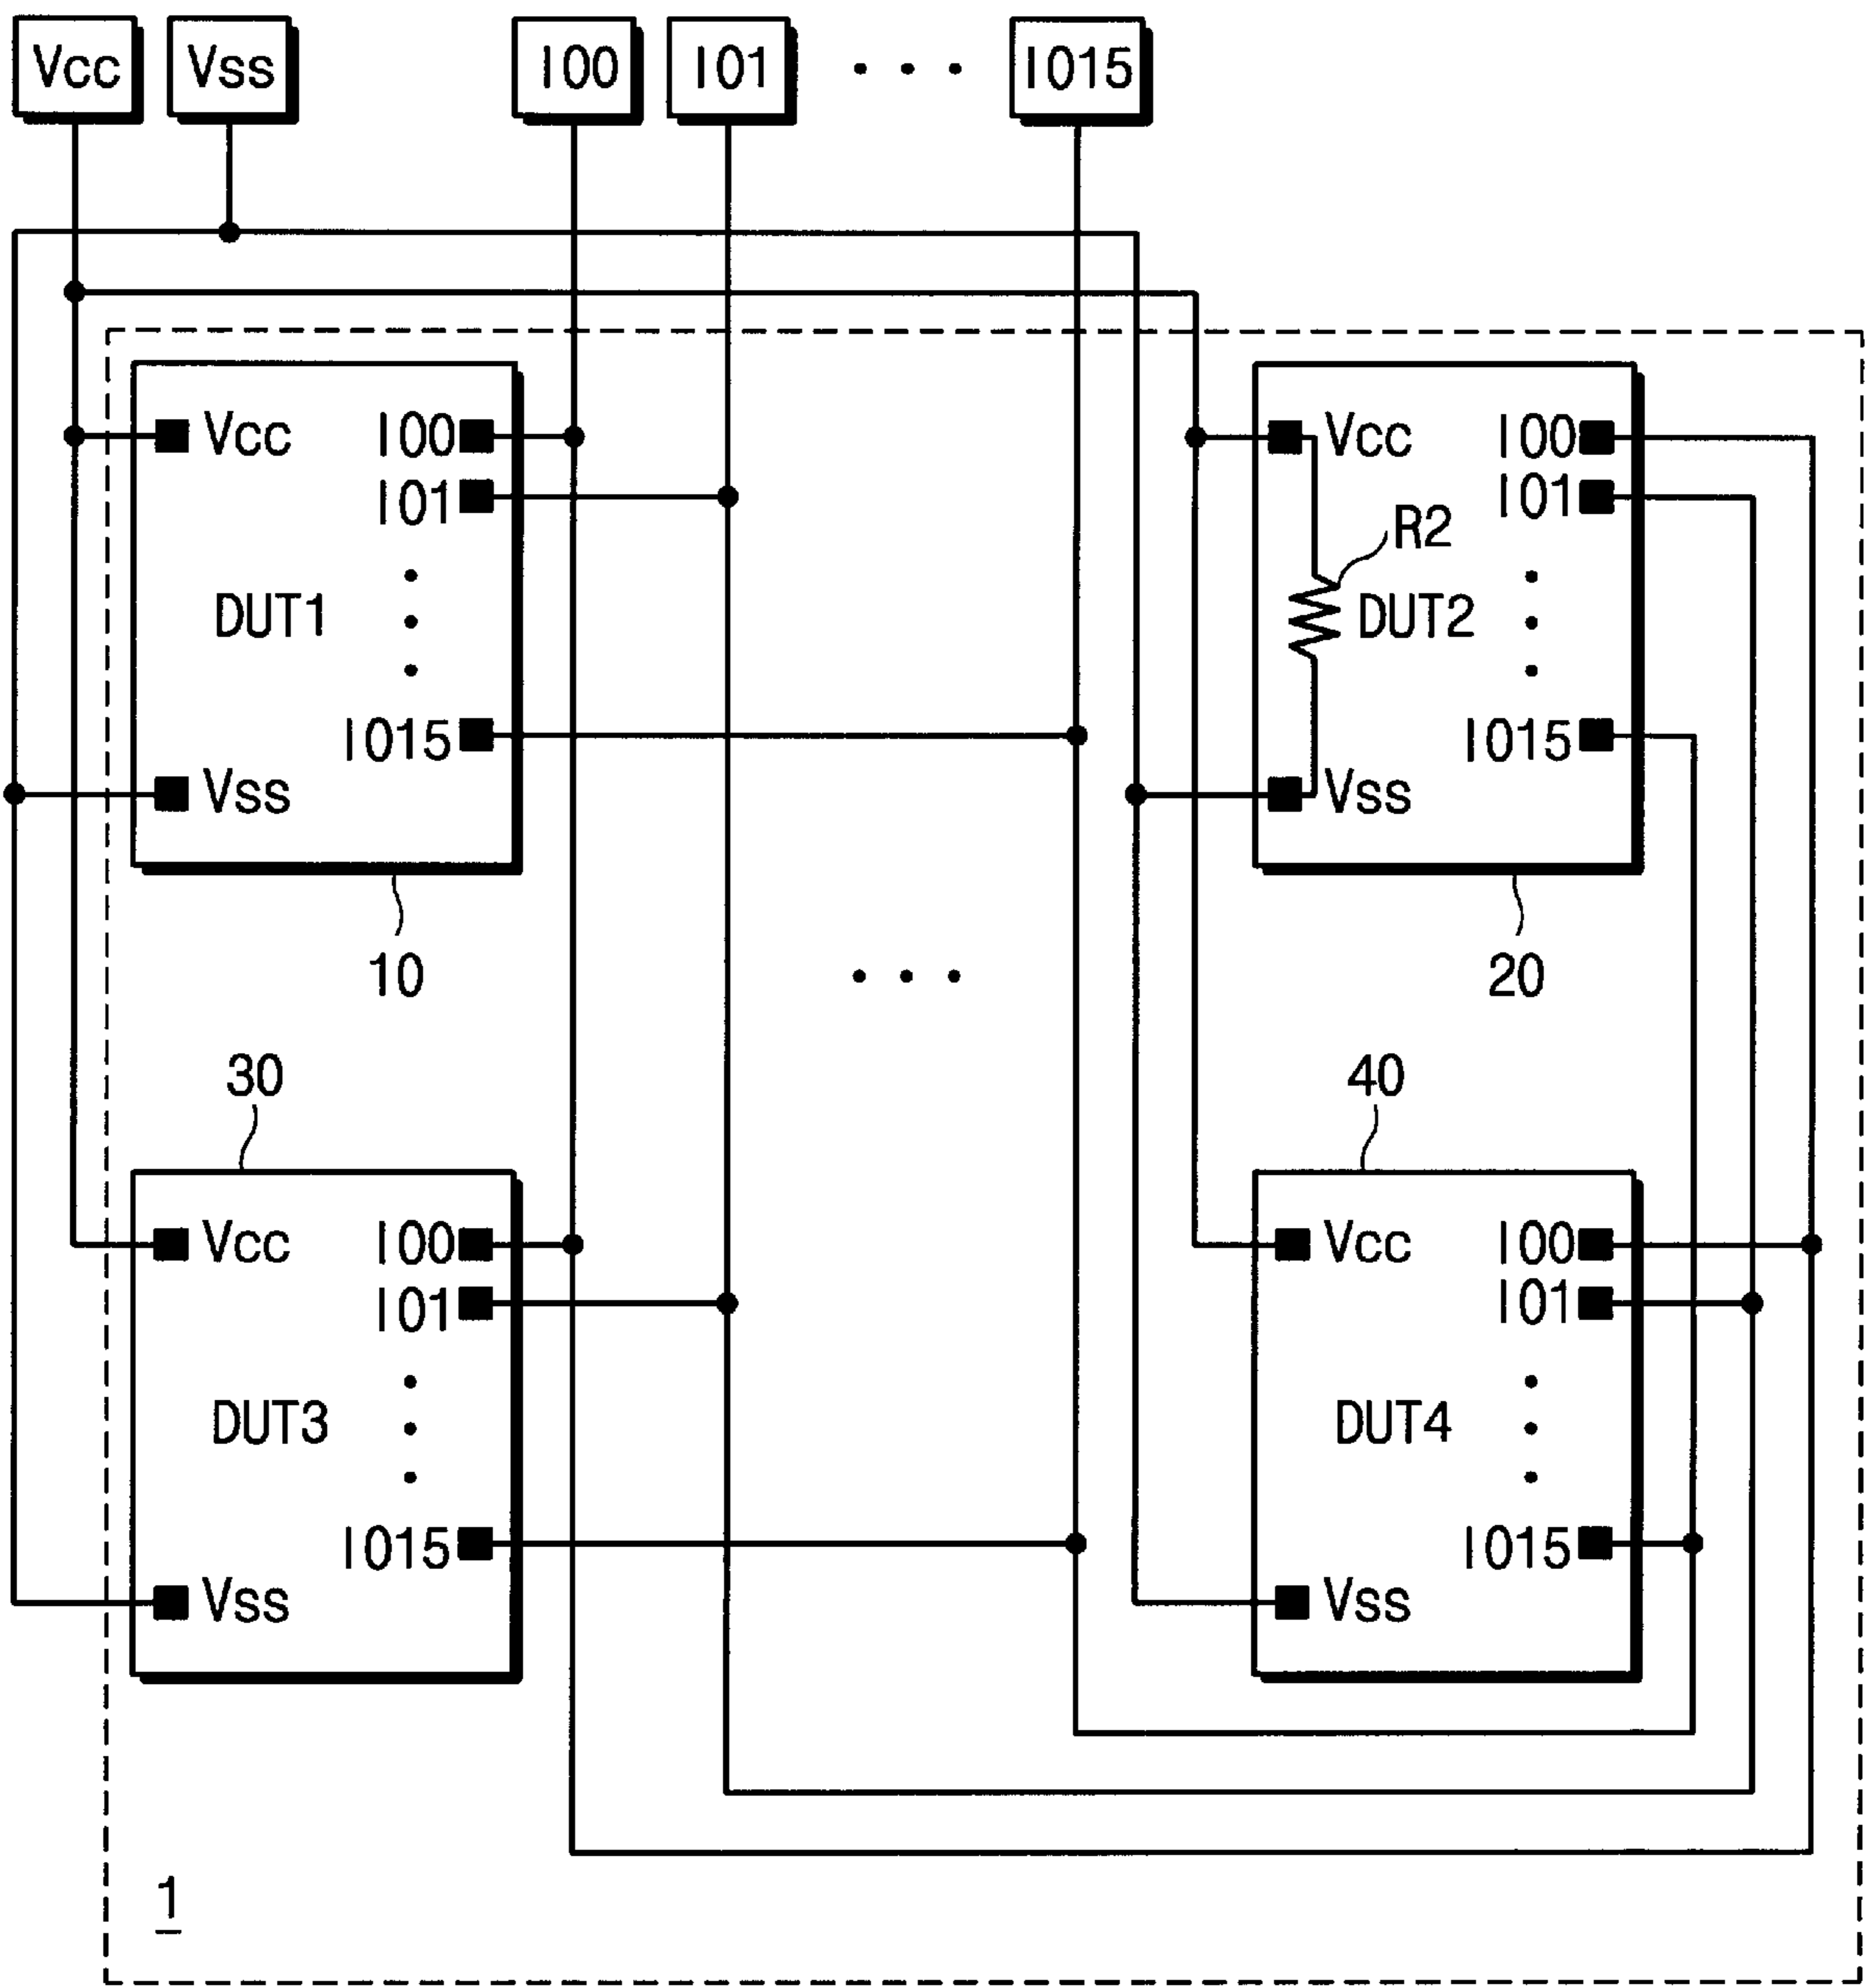 Vcc Vss IO0 IO1 ... IO15
Vcc IO0
IO1
DUT1
IO15
Vss
10
Vcc IO0
IO1
R2
DUT2
IO15
Vss
20
30
Vcc IO0
IO1
DUT3
IO15
Vss
40
Vcc IO0
IO1
DUT4
IO15
Vss
1